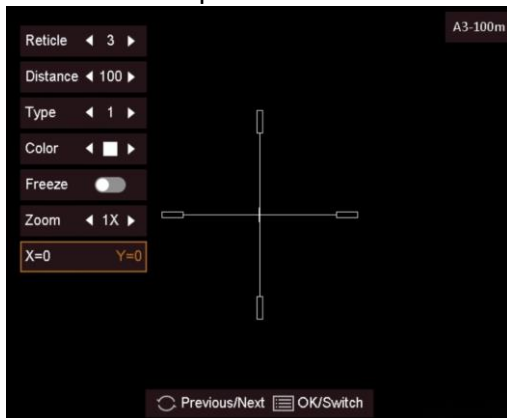 A3-100m
Reticle 3
Distance 100
Type 1
Color
Freeze
Zoom 1X
X=0 Y=0
Previous/Next OK/Switch